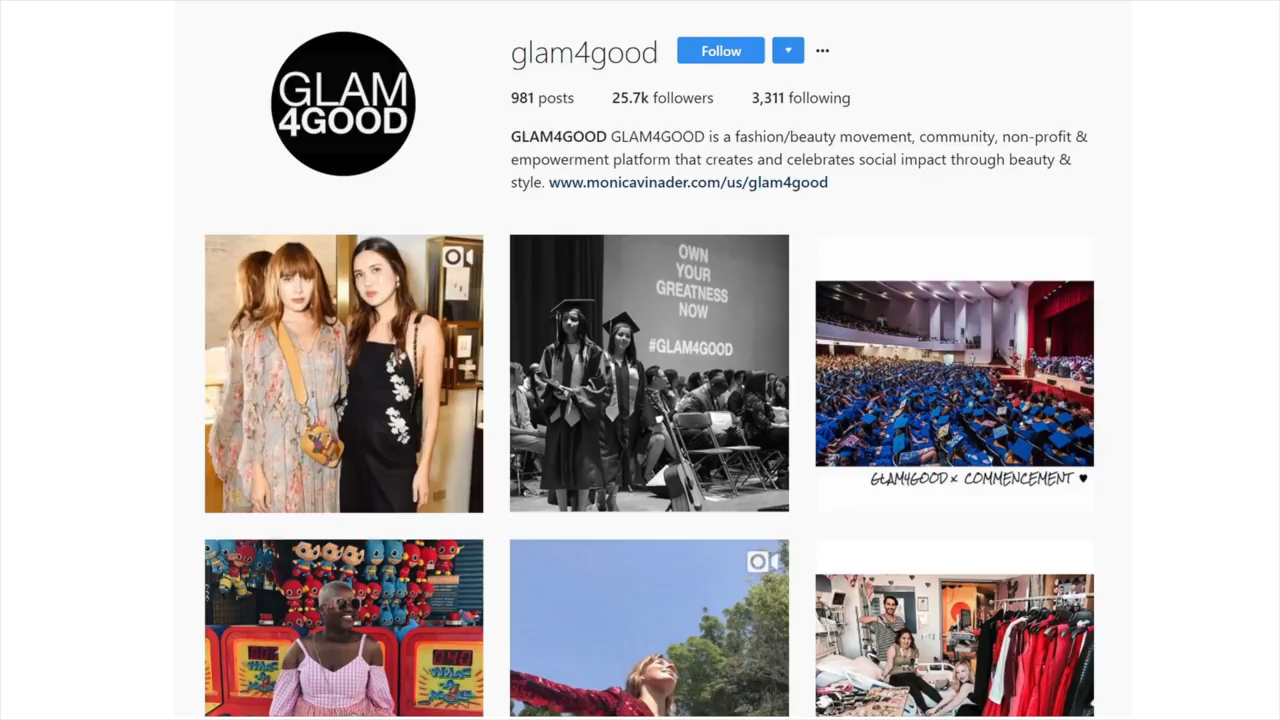 GLAM
4GOOD
glam4good
Follow
981 posts 25.7k followers 3,311 following
GLAM4GOOD GLAM4GOOD is a fashion/beauty movement, community, non-profit &
empowerment platform that creates and celebrates social impact through beauty &
style. www.monicavinader.com/us/glam4good
OWN
YOUR
GREATNESS
NOW
#GLAM4GOOD
GLAM4GOOD x COMMENCEMENT ♥